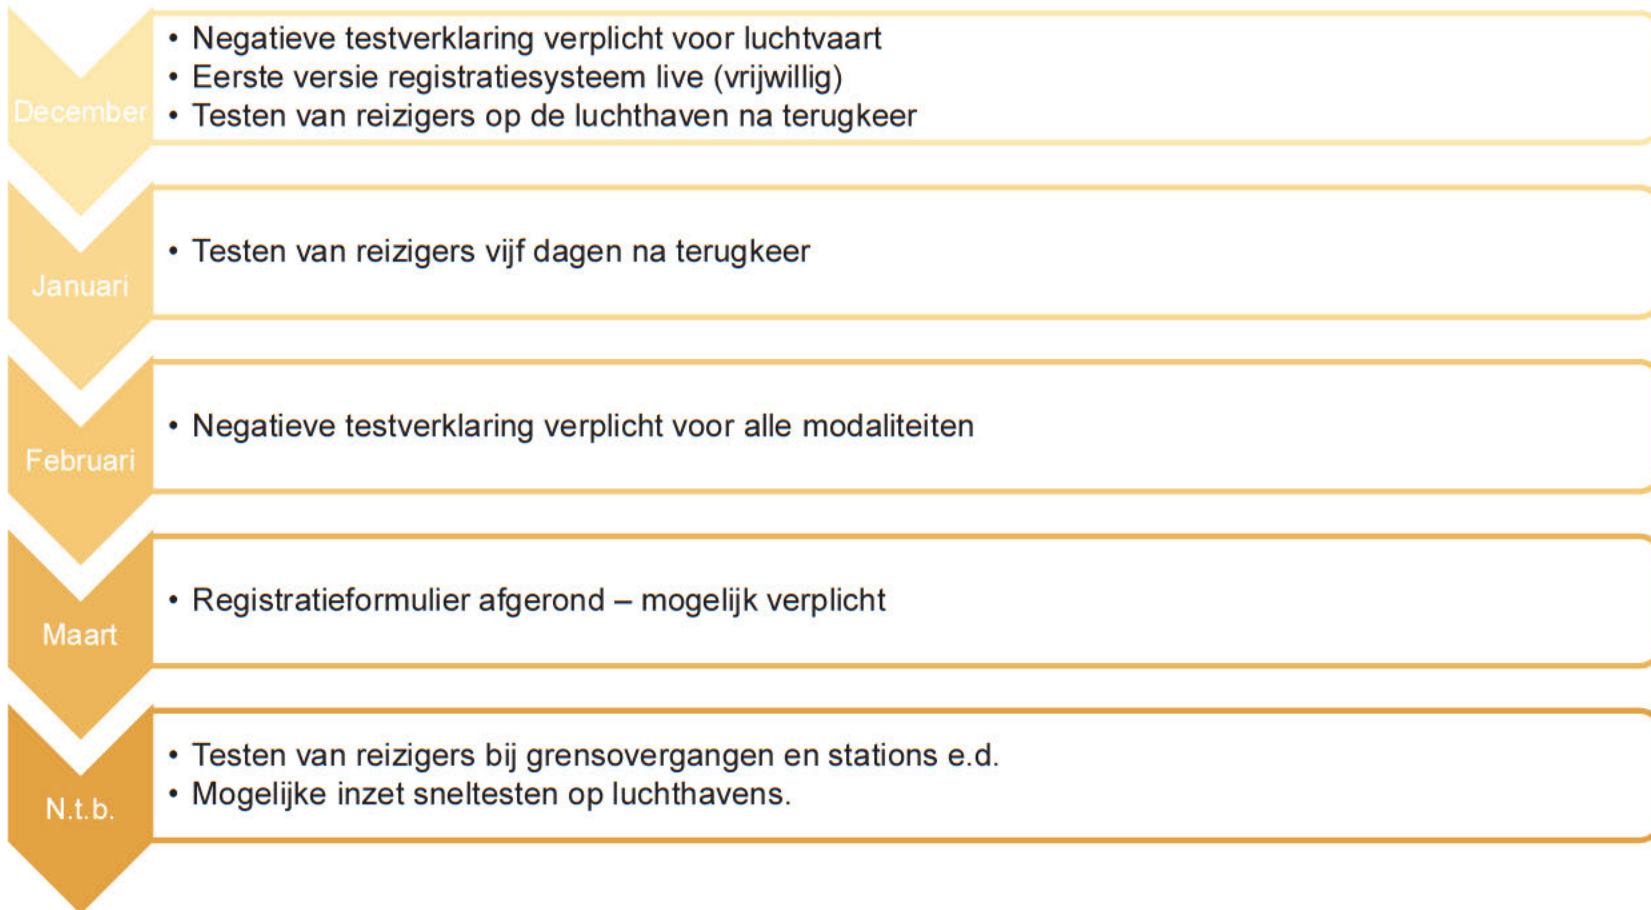 December
• Negatieve testverklaring verplicht voor luchtvaart
• Eerste versie registratiesysteem live (vrijwillig)
• Testen van reizigers op de luchthaven na terugkeer
Januari
• Testen van reizigers vijf dagen na terugkeer
Februari
• Negatieve testverklaring verplicht voor alle modaliteiten
Maart
• Registratieformulier afgerond – mogelijk verplicht
N.t.b.
• Testen van reizigers bij grensovergangen en stations e.d.
• Mogelijke inzet sneltesten op luchthavens.